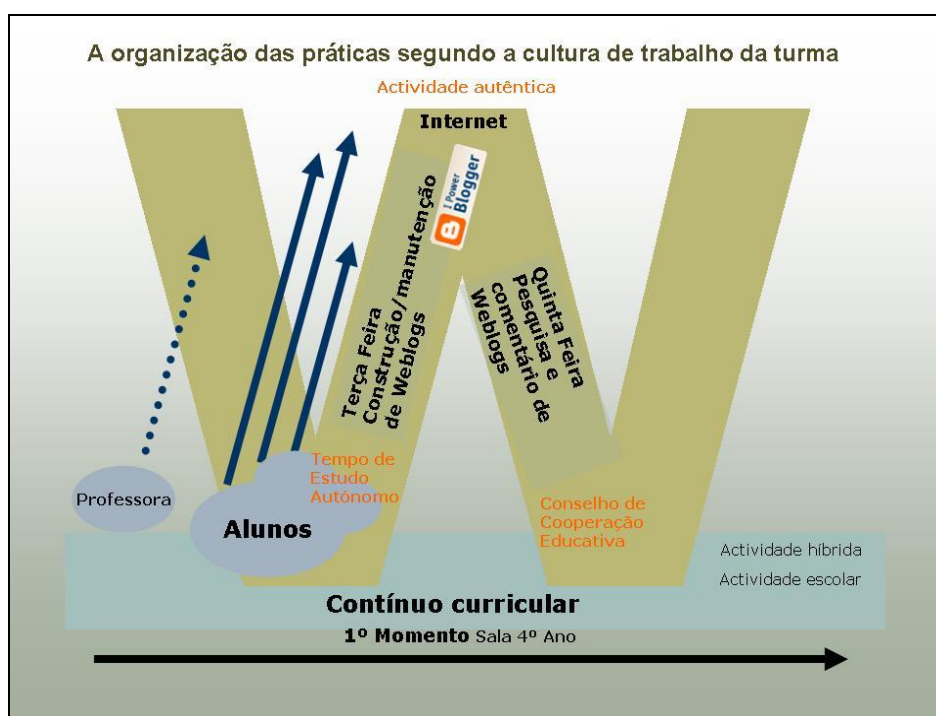 A organização das práticas segundo a cultura de trabalho da turma
Actividade autêntica
Internet
I Power
Blogger
Terça Feira
Construção/manutenção
de Weblogs
Quinta Feira
Pesquisa e
comentário de
Weblogs
Professora
Alunos
Tempo de
Estudo
Autónomo
Conselho de
Cooperação
Educativa
Actividade híbrida
Actividade escolar
Contínuo curricular
1º Momento Sala 4º Ano